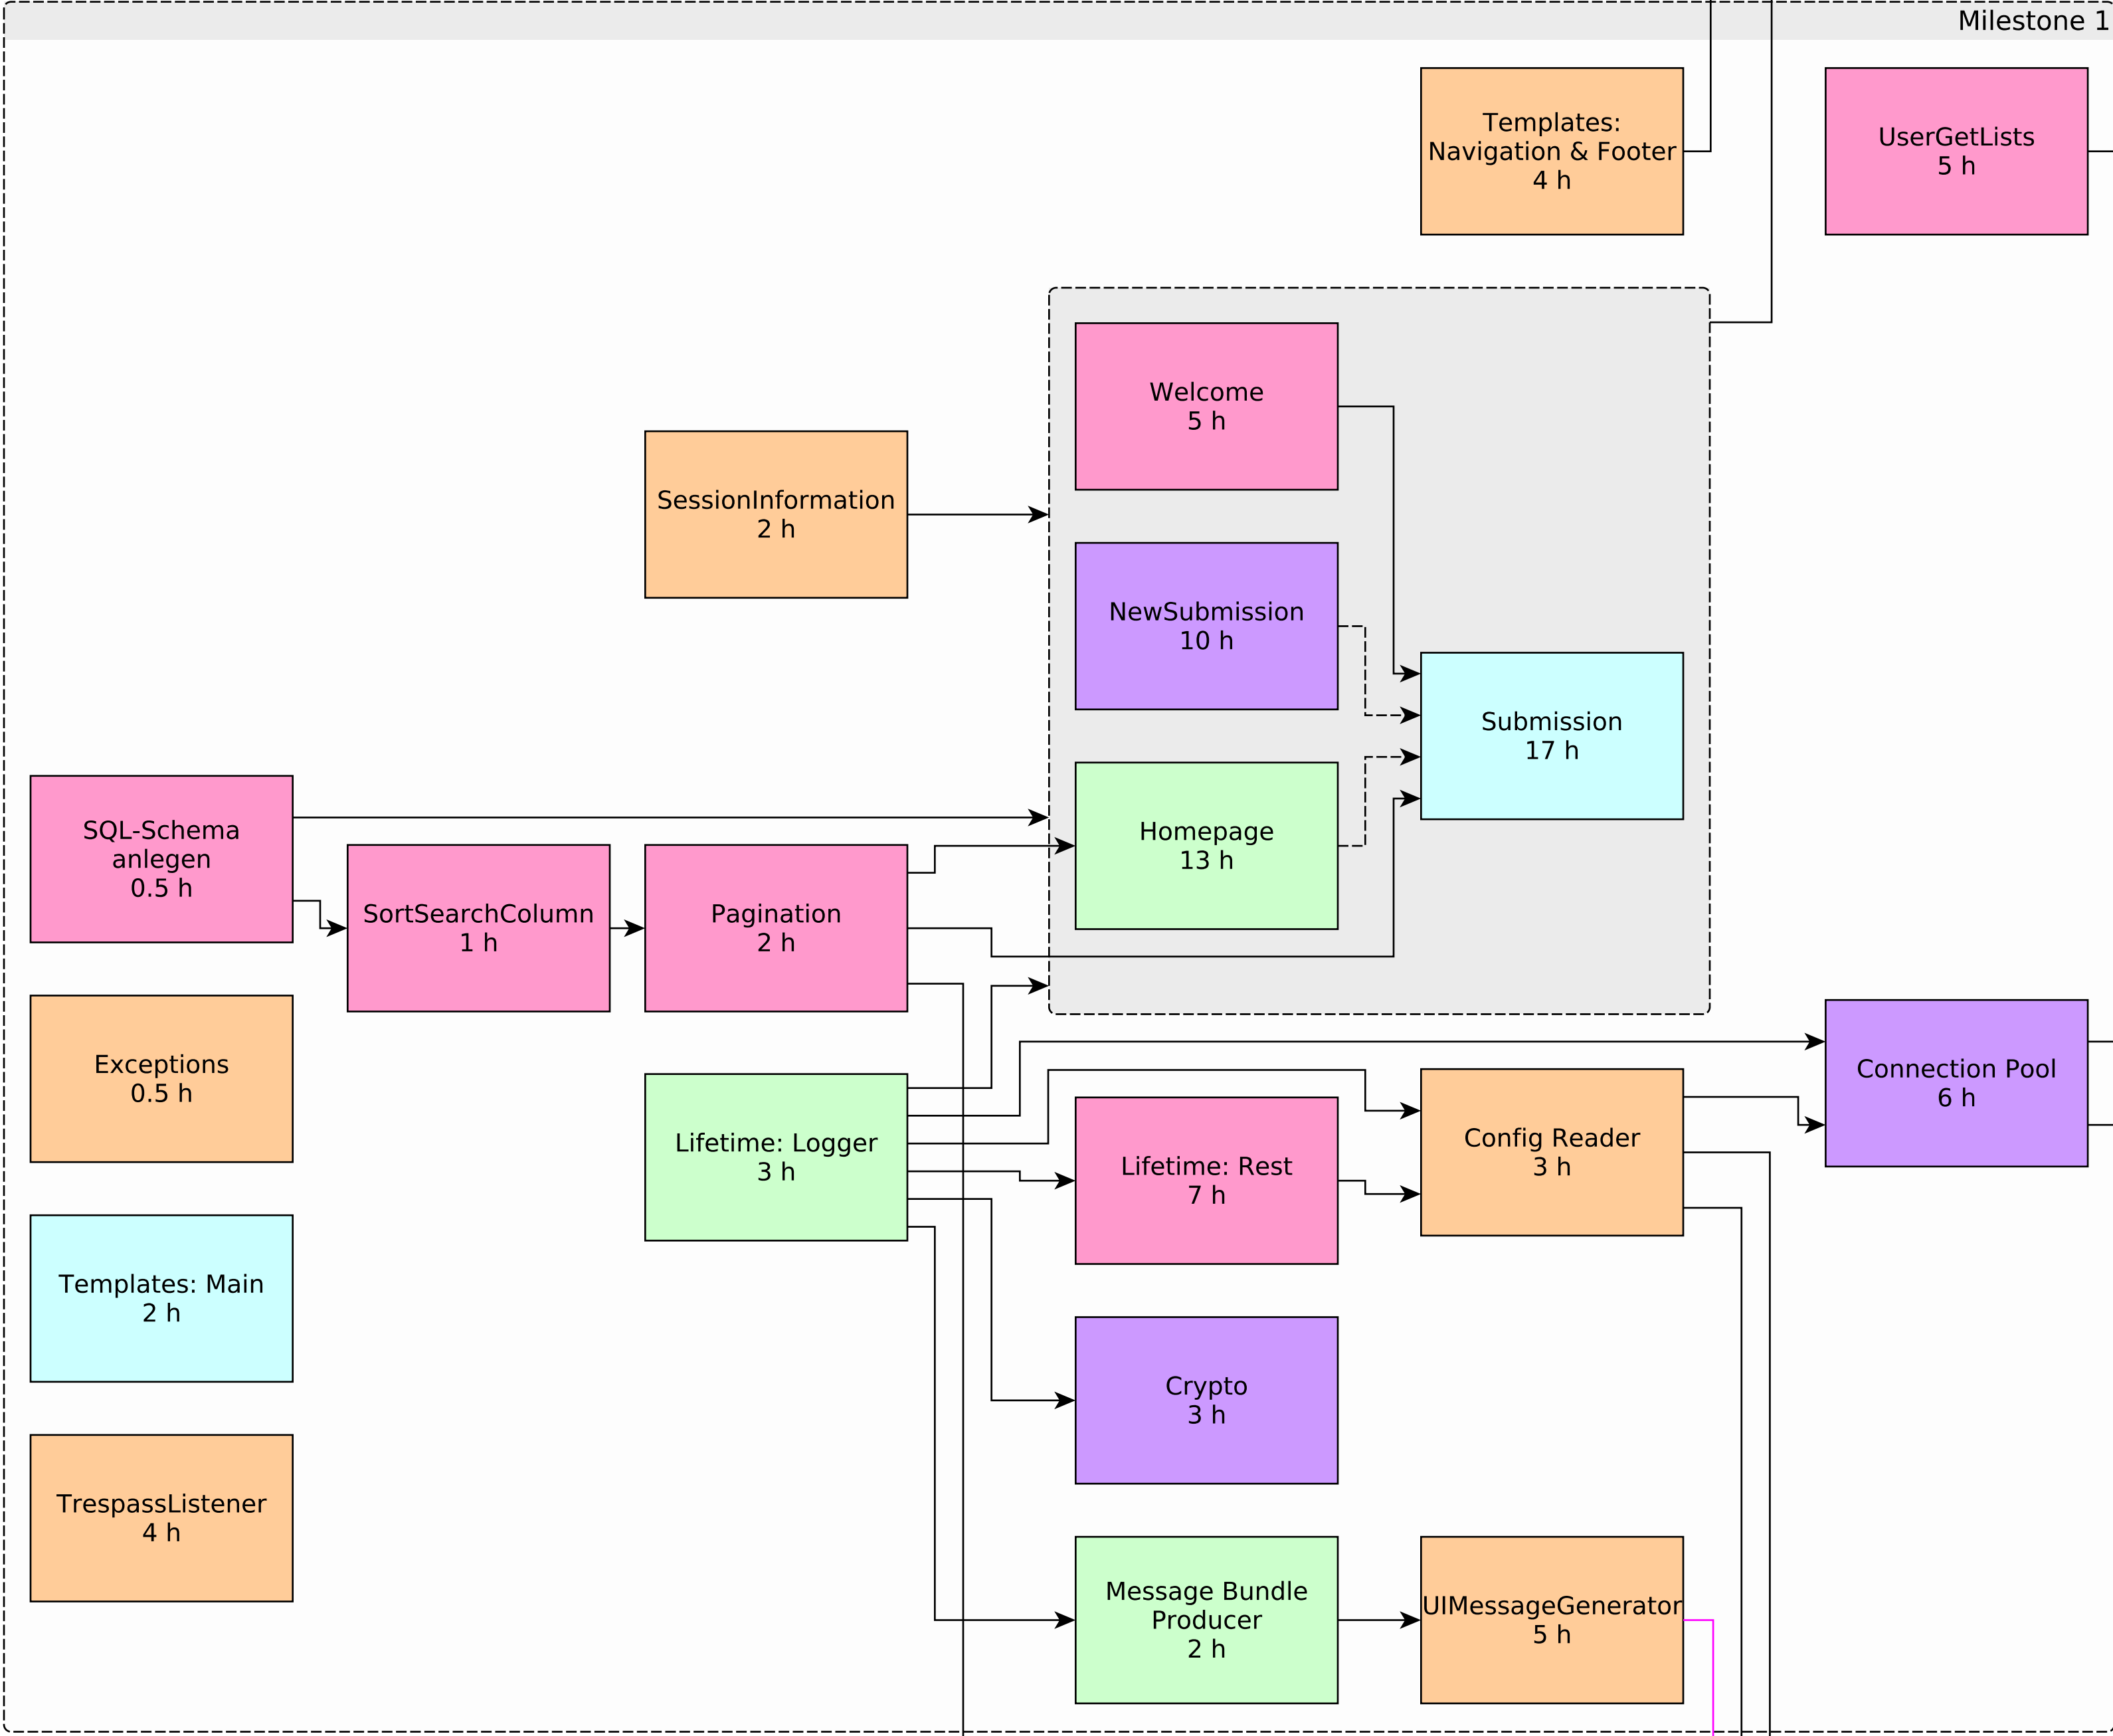 Milestone 1
Templates:
Navigation & Footer
4 h
UserGetLists
5 h
Welcome
5 h
SessionInformation
2 h
NewSubmission
10 h
Submission
17 h
SQL-Schema
anlegen
0.5 h
Homepage
13 h
SortSearchColumn
1 h
Pagination
2 h
Exceptions
0.5 h
Connection Pool
6 h
Lifetime: Logger
3 h
Lifetime: Rest
7 h
Config Reader
3 h
Templates: Main
2 h
Crypto
3 h
TrespassListener
4 h
Message Bundle
Producer
2 h
UIMessageGenerator
5 h